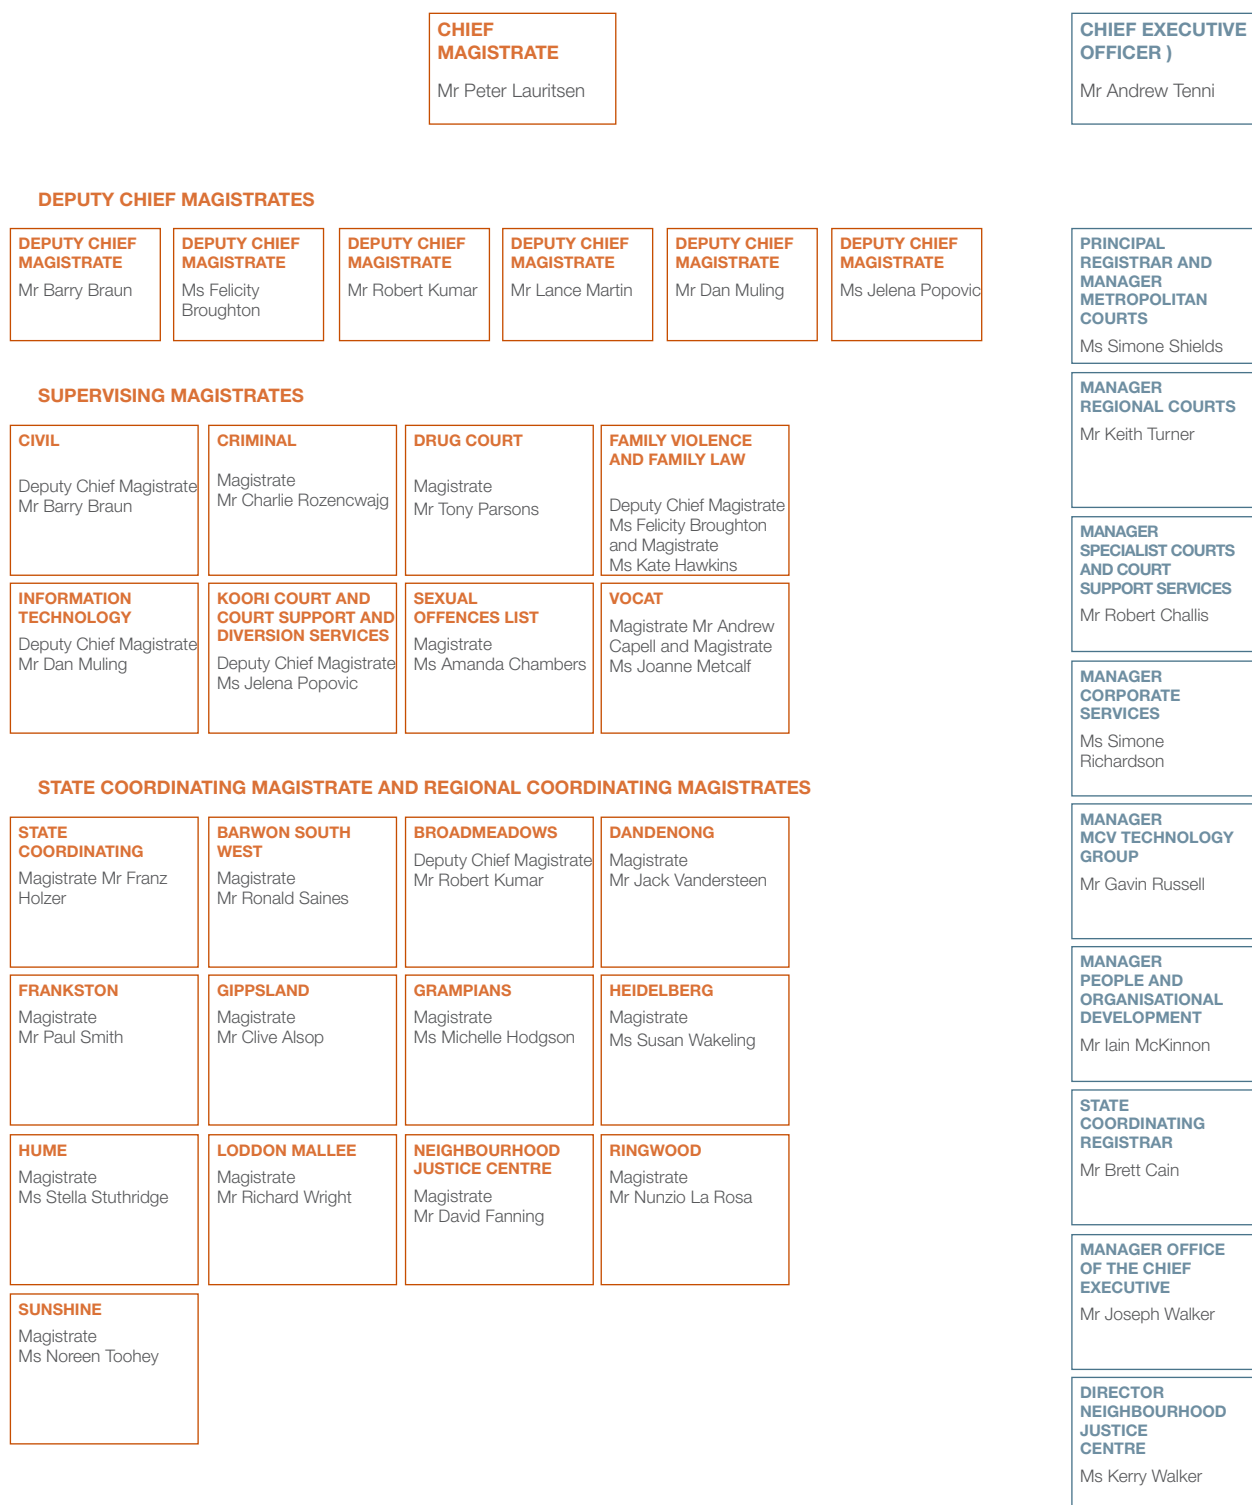 CHIEF
MAGISTRATE
Mr Peter Lauritsen
CHIEF EXECUTIVE
OFFICER )
Mr Andrew Tenni
DEPUTY CHIEF MAGISTRATES
DEPUTY CHIEF
MAGISTRATE
Mr Barry Braun
DEPUTY CHIEF
MAGISTRATE
Ms Felicity
Broughton
DEPUTY CHIEF
MAGISTRATE
Mr Robert Kumar
DEPUTY CHIEF
MAGISTRATE
Mr Lance Martin
DEPUTY CHIEF
MAGISTRATE
Mr Dan Muling
DEPUTY CHIEF
MAGISTRATE
Ms Jelena Popovic
SUPERVISING MAGISTRATES
CIVIL
Deputy Chief Magistrate
Mr Barry Braun
CRIMINAL
Magistrate
Mr Charlie Rozencwajg
DRUG COURT
Magistrate
Mr Tony Parsons
FAMILY VIOLENCE
AND FAMILY LAW
Deputy Chief Magistrate
Ms Felicity Broughton
and Magistrate
Ms Kate Hawkins
INFORMATION
TECHNOLOGY
Deputy Chief Magistrate
Mr Dan Muling
KOORI COURT AND
COURT SUPPORT AND
DIVERSION SERVICES
Deputy Chief Magistrate
Ms Jelena Popovic
SEXUAL
OFFENCES LIST
Magistrate
Ms Amanda Chambers
VOCAT
Magistrate Mr Andrew
Capell and Magistrate
Ms Joanne Metcalf
STATE COORDINATING MAGISTRATE AND REGIONAL COORDINATING MAGISTRATES
STATE
COORDINATING
Magistrate Mr Franz
Holzer
BARWON SOUTH
WEST
Magistrate
Mr Ronald Saines
BROADMEADOWS
Deputy Chief Magistrate
Mr Robert Kumar
DANDENONG
Magistrate
Mr Jack Vandersteen
FRANKSTON
Magistrate
Mr Paul Smith
GIPPSLAND
Magistrate
Mr Clive Alsop
GRAMPIANS
Magistrate
Ms Michelle Hodgson
HEIDELBERG
Magistrate
Ms Susan Wakeling
HUME
Magistrate
Ms Stella Stuthridge
LODDON MALLEE
Magistrate
Mr Richard Wright
NEIGHBOURHOOD
JUSTICE CENTRE
Magistrate
Mr David Fanning
RINGWOOD
Magistrate
Mr Nunzio La Rosa
SUNSHINE
Magistrate
Ms Noreen Toohey
PRINCIPAL
REGISTRAR AND
MANAGER
METROPOLITAN
COURTS
Ms Simone Shields
MANAGER
REGIONAL COURTS
Mr Keith Turner
MANAGER
SPECIALIST COURTS
AND COURT
SUPPORT SERVICES
Mr Robert Challis
MANAGER
CORPORATE
SERVICES
Ms Simone
Richardson
MANAGER
MCV TECHNOLOGY
GROUP
Mr Gavin Russell
MANAGER
PEOPLE AND
ORGANISATIONAL
DEVELOPMENT
Mr Iain McKinnon
STATE
COORDINATING
REGISTRAR
Mr Brett Cain
MANAGER OFFICE
OF THE CHIEF
EXECUTIVE
Mr Joseph Walker
DIRECTOR
NEIGHBOURHOOD
JUSTICE
CENTRE
Ms Kerry Walker